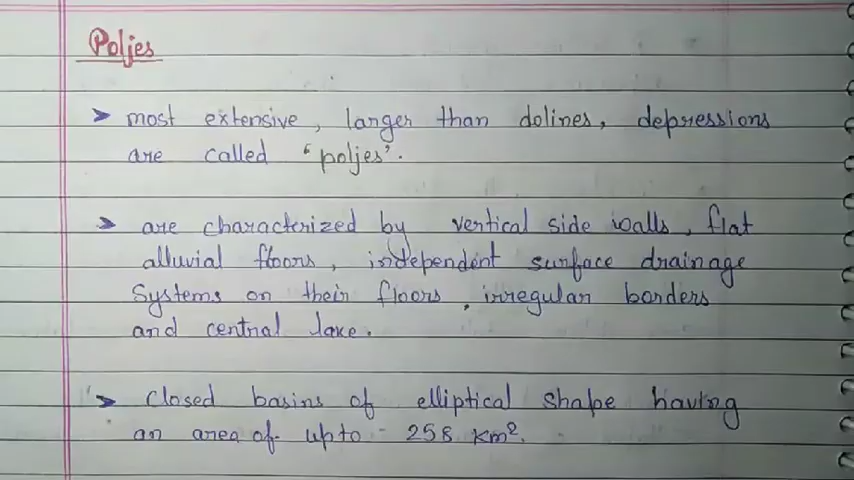 Poljes
➤ most extensive, larger than dolines, depressions
are called 'poljes'.
➤ are characterized by vertical side walls, flat
alluvial floors, independent surface drainage
systems on their floors, irregular borders
and central lake.
➤ closed basins of elliptical shape having
an area of upto - 258 km².